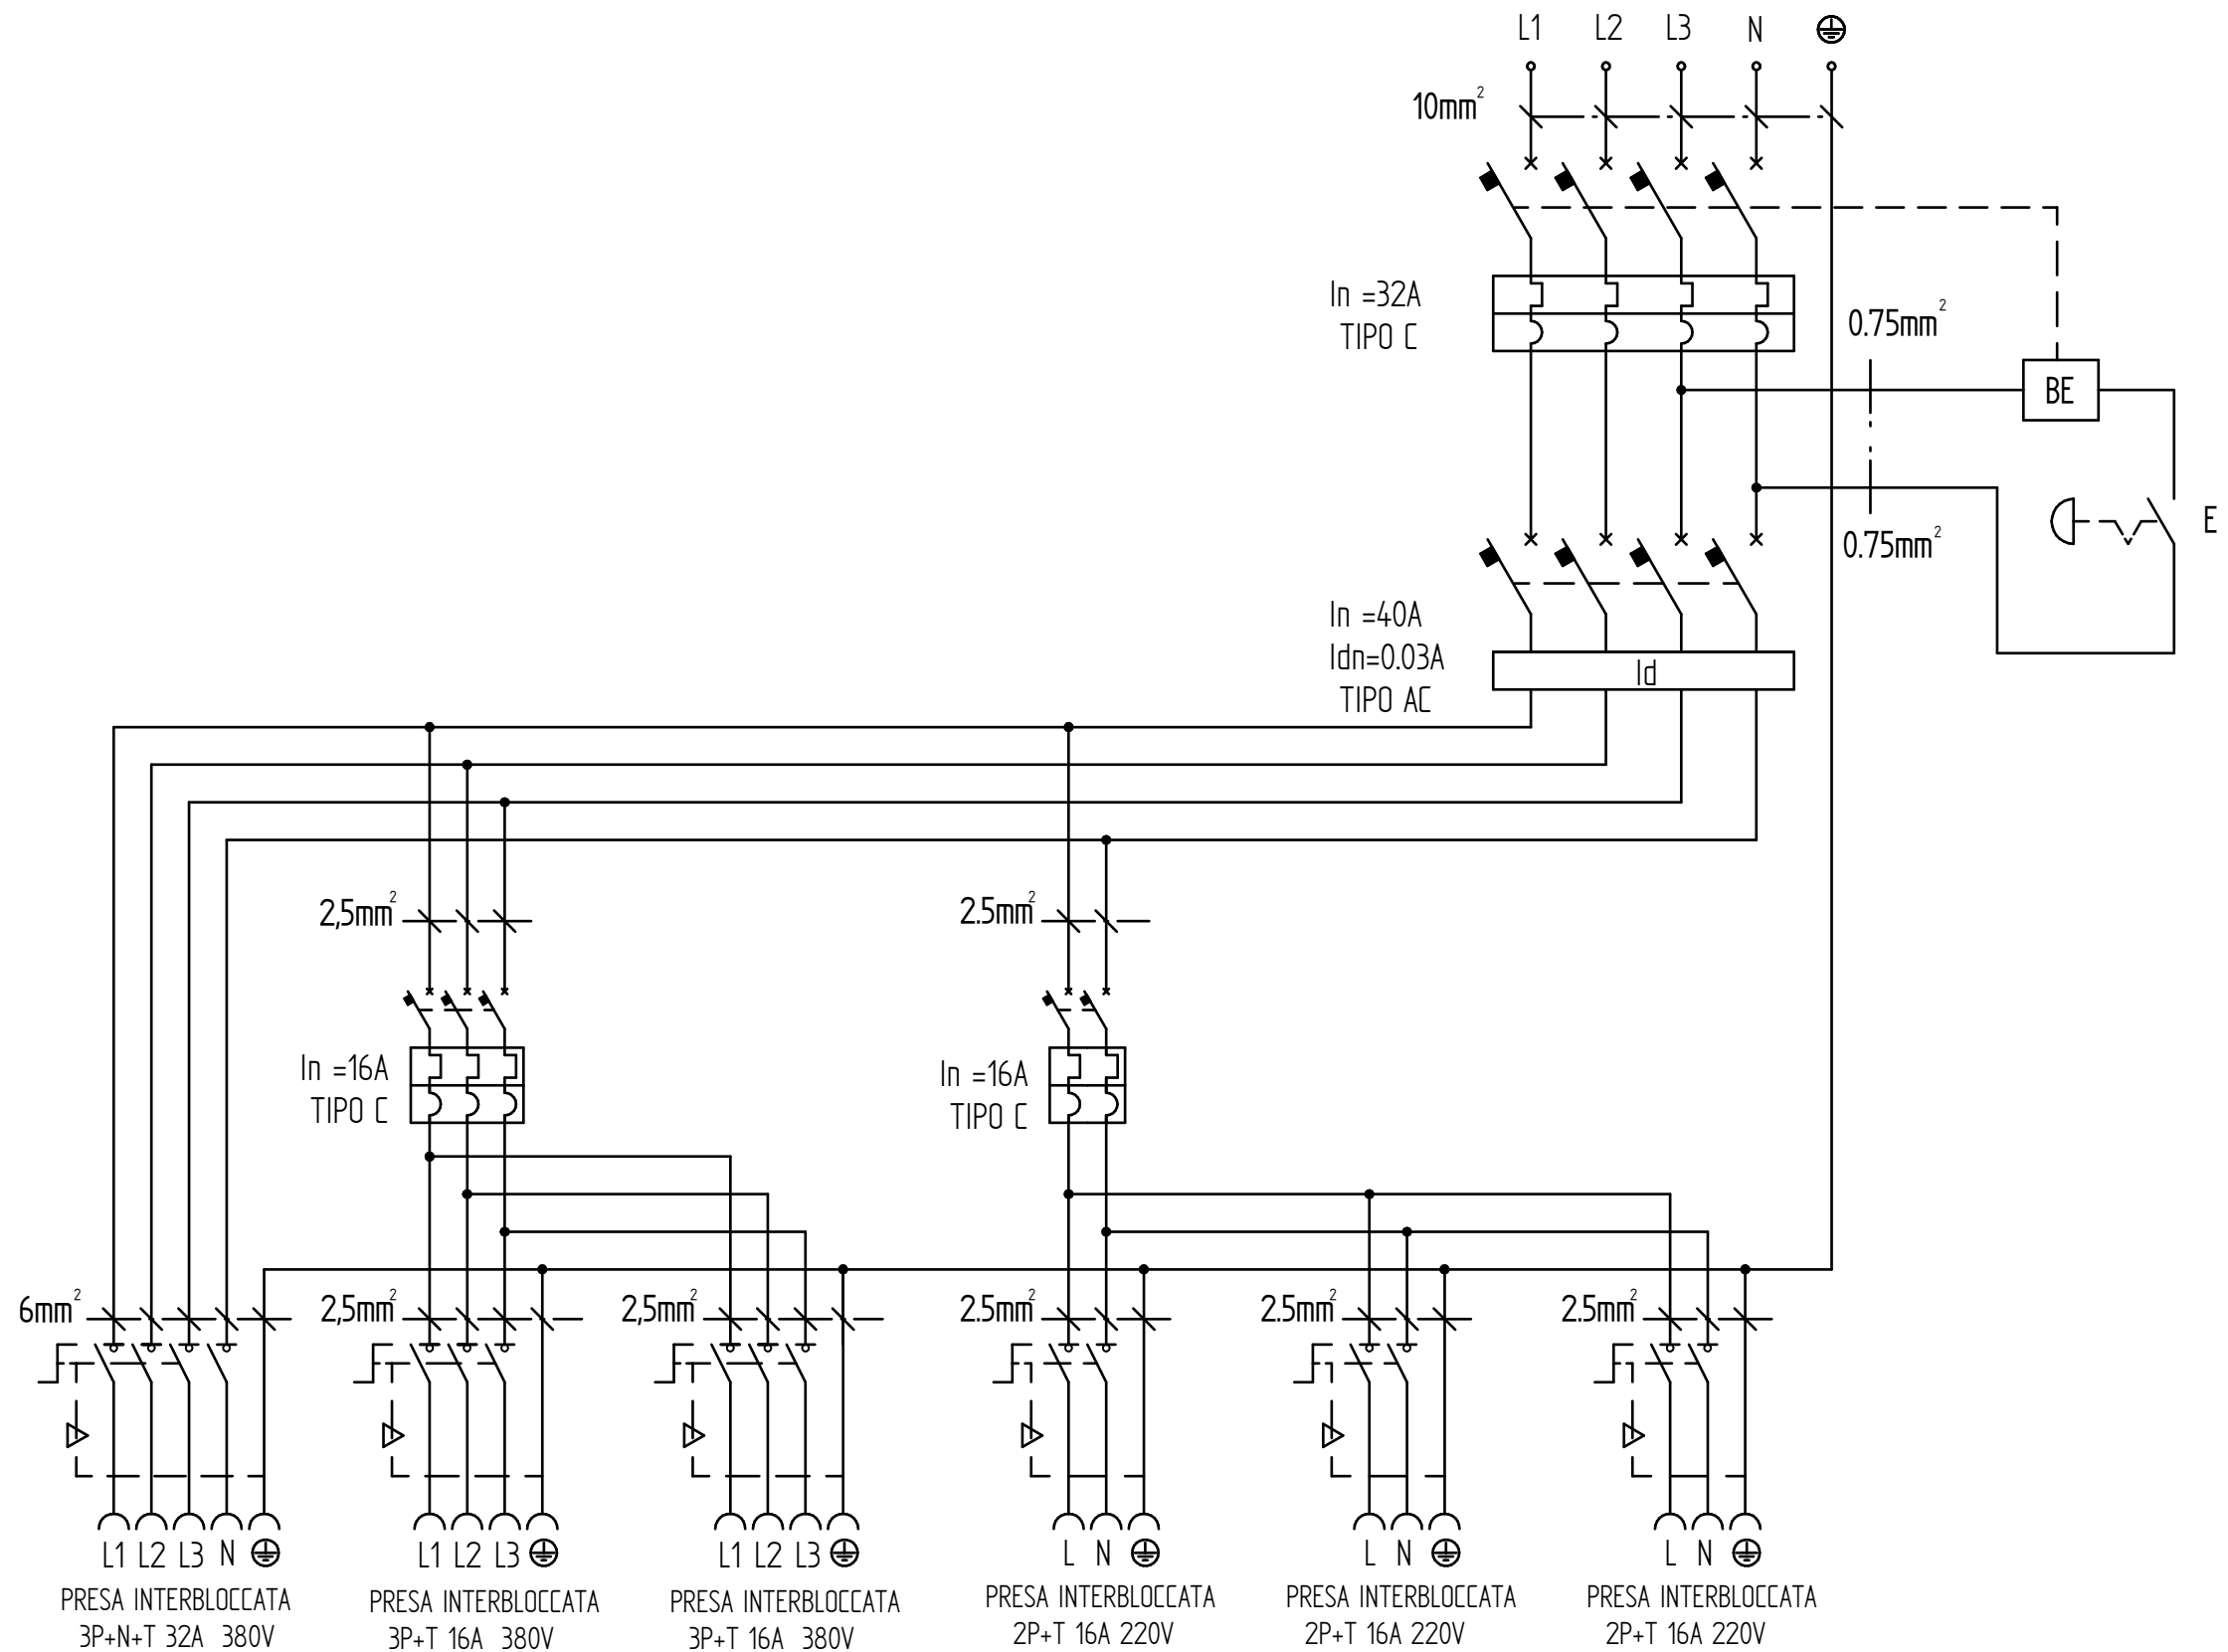 L1 L2 L3 N
10mm²
In =32A
TIPO C
0.75mm²
BE
0.75mm²
E
In =40A
Idn=0.03A
TIPO AC
Id
2,5mm² 2.5mm²
In =16A
TIPO C
In =16A
TIPO C
6mm² 2,5mm² 2,5mm² 2.5mm² 2.5mm² 2.5mm²
L1 L2 L3 N
L1 L2 L3
L1 L2 L3
L N
L N
L N
PRESA INTERBLOCCATA
3P+N+T 32A 380V
PRESA INTERBLOCCATA
3P+T 16A 380V
PRESA INTERBLOCCATA
3P+T 16A 380V
PRESA INTERBLOCCATA
2P+T 16A 220V
PRESA INTERBLOCCATA
2P+T 16A 220V
PRESA INTERBLOCCATA
2P+T 16A 220V